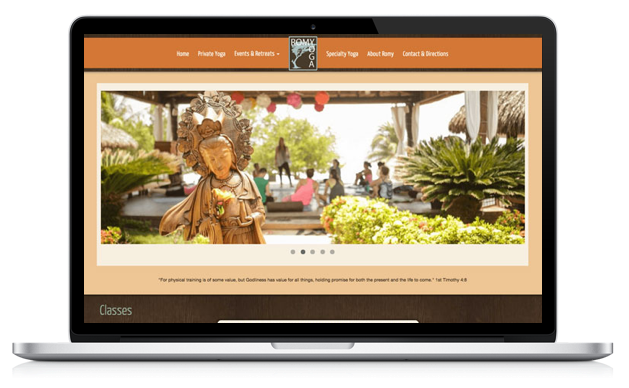 Home Private Yoga Events & Retreats ROMY YOGA Specialty Yoga About Romy Contact & Directions
"For physical training is of some value, but Godliness has value for all things, holding promise for both the present and the life to come." 1st Timothy 4:8
Classes